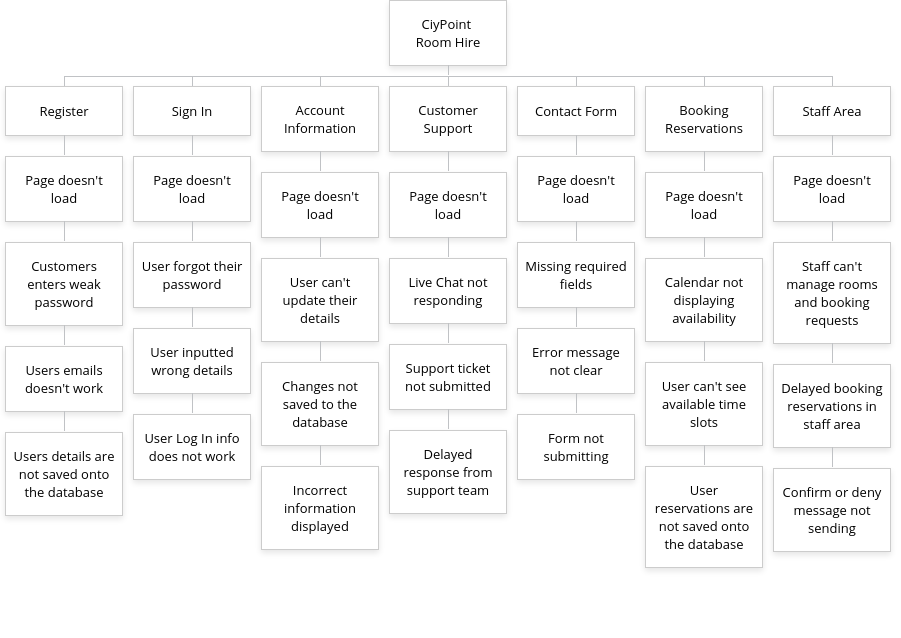 CiyPoint
Room Hire
Register
Page doesn't
load
Customers
enters weak
password
Users emails
doesn't work
Users details are
not saved onto
the database
Sign In
Page doesn't
load
User forgot their
password
User inputted
wrong details
User Log In info
does not work
Account
Information
Page doesn't
load
User can't
update their
details
Changes not
saved to the
database
Incorrect
information
displayed
Customer
Support
Page doesn't
load
Live Chat not
responding
Support ticket
not submitted
Delayed
response from
support team
Contact Form
Page doesn't
load
Missing required
fields
Error message
not clear
Form not
submitting
Booking
Reservations
Page doesn't
load
Calendar not
displaying
availability
User can't see
available time
slots
User
reservations are
not saved onto
the database
Staff Area
Page doesn't
load
Staff can't
manage rooms
and booking
requests
Delayed booking
reservations in
staff area
Confirm or deny
message not
sending